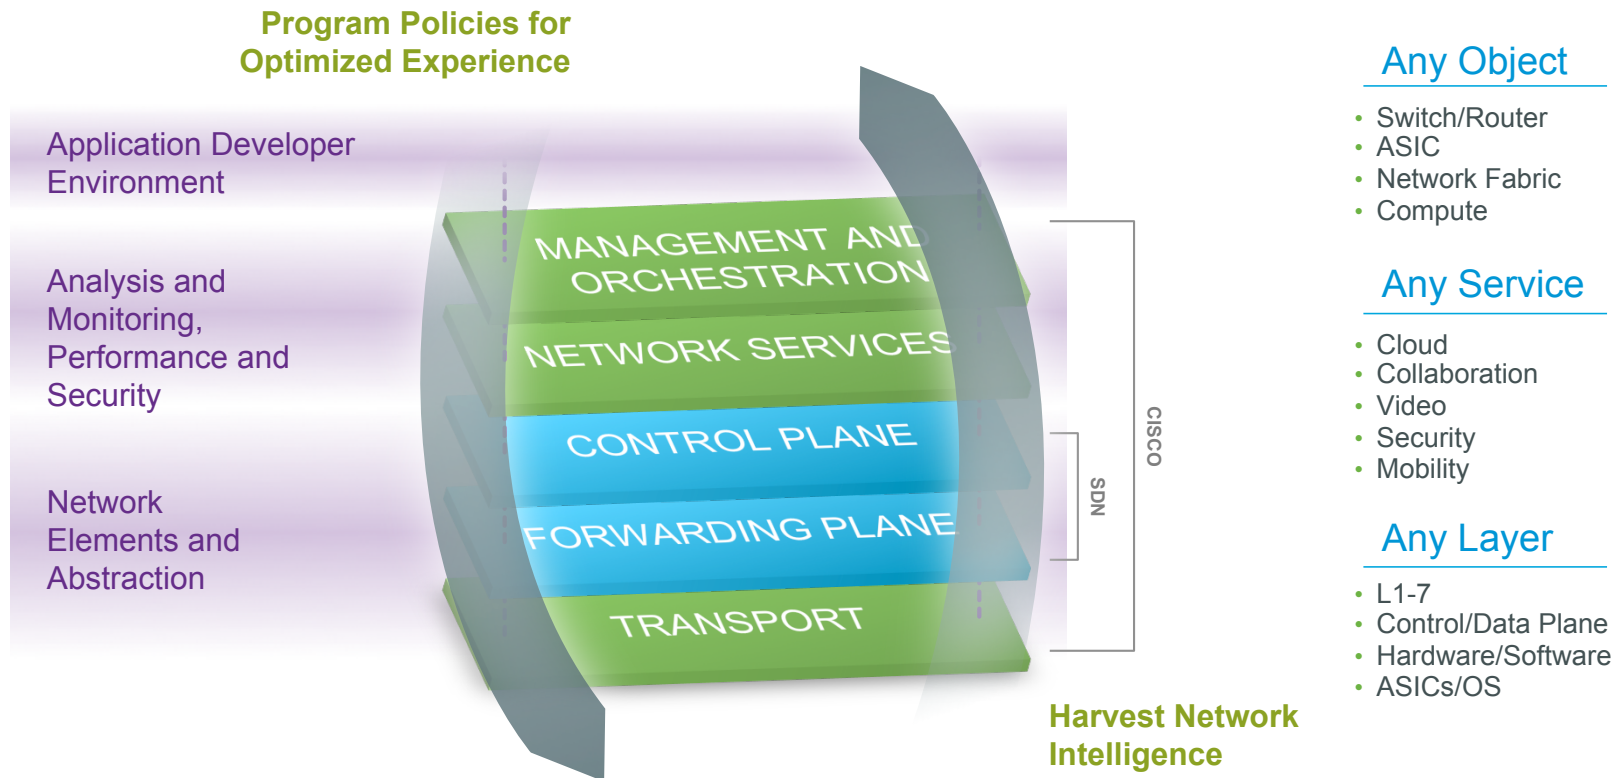 Program Policies for
Optimized Experience
Application Developer
Environment
Analysis and
Monitoring,
Performance and
Security
Network
Elements and
Abstraction
MANAGEMENT AND
ORCHESTRATION
NETWORK SERVICES
CONTROL PLANE
FORWARDING PLANE
TRANSPORT
SDN
CISCO
Harvest Network
Intelligence
Any Object
• Switch/Router
• ASIC
• Network Fabric
• Compute
Any Service
• Cloud
• Collaboration
• Video
• Security
• Mobility
Any Layer
• L1-7
• Control/Data Plane
• Hardware/Software
• ASICs/OS